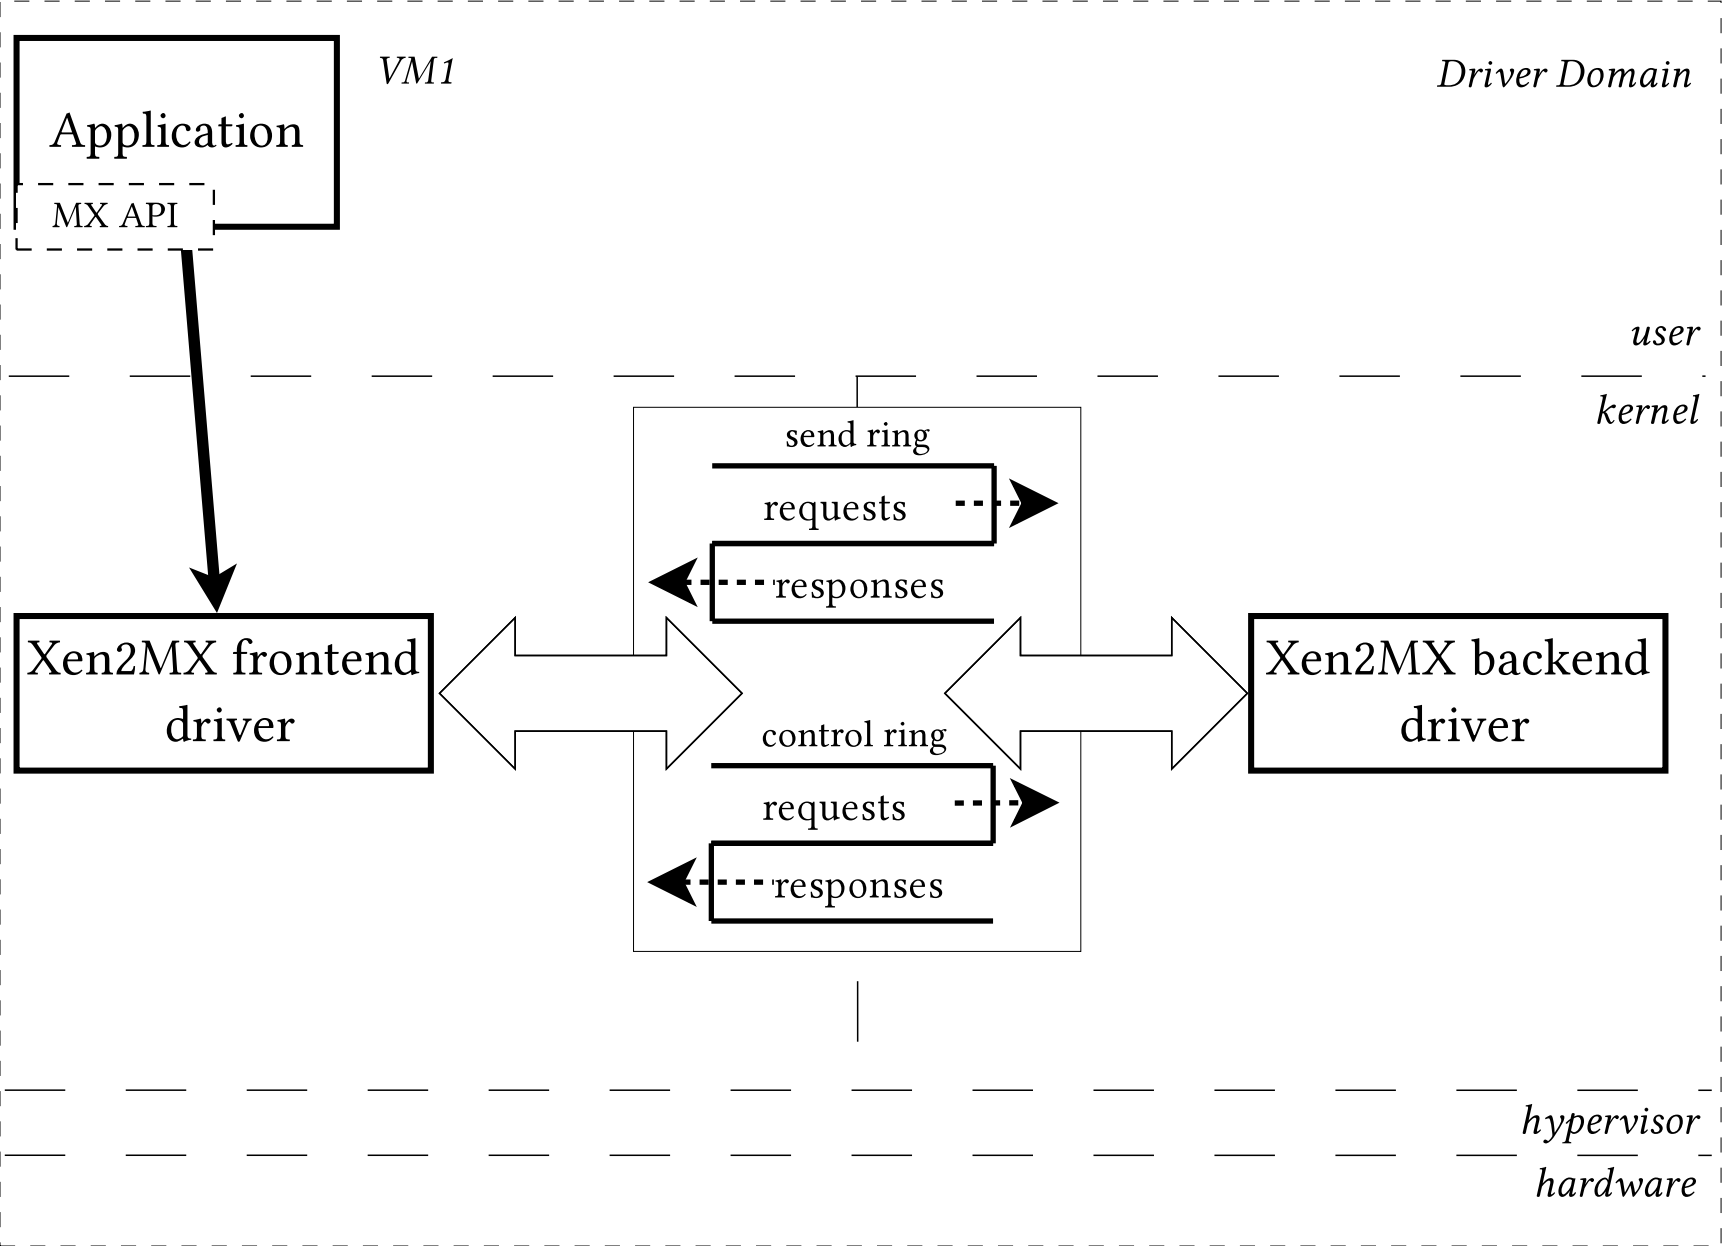 VM1
Driver Domain
Application
MX API
user
kernel
send ring
requests
responses
Xen2MX frontend
driver
Xen2MX backend
driver
control ring
requests
responses
hypervisor
hardware